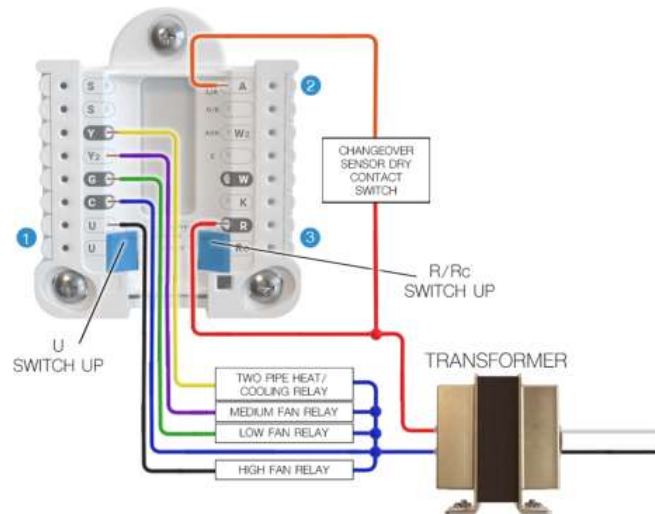 S
S
Y
Y2
G
C
U
U
A
W2
W
K
R
Rc
1
2
3
CHANGEOVER
SENSOR DRY
CONTACT
SWITCH
R/Rc
SWITCH UP
U
SWITCH UP
TRANSFORMER
TWO PIPE HEAT/
COOLING RELAY
MEDIUM FAN RELAY
LOW FAN RELAY
HIGH FAN RELAY